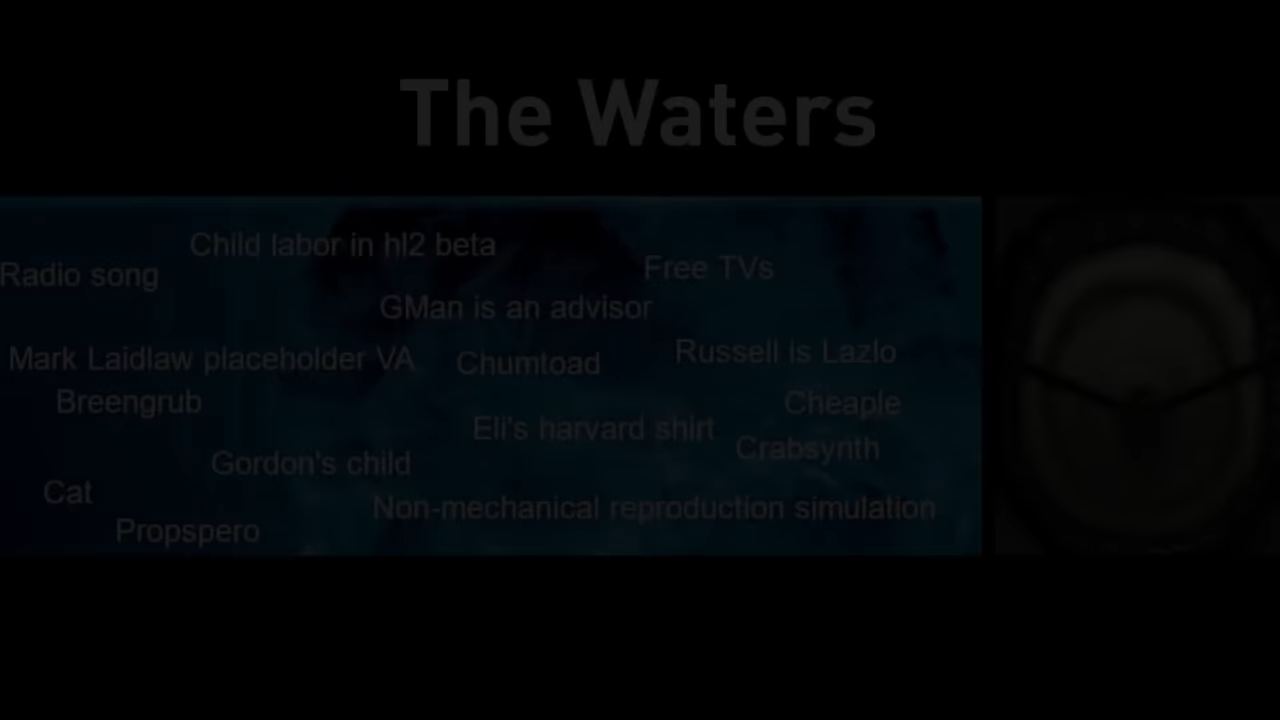 The Waters
Child labor in hl2 beta
Radio song
Free TVs
GMan is an advisor
Mark Laidlaw placeholder VA
Chumtoad
Russell is Lazlo
Breengrub
Cheaple
Eli's harvard shirt
Crabsynth
Gordon's child
Cat
Non-mechanical reproduction simulation
Propspero